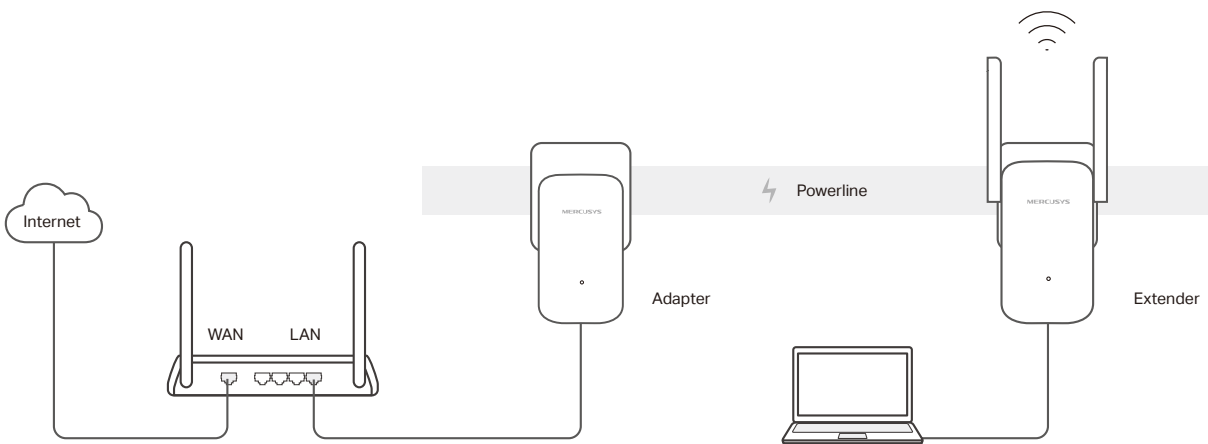 Internet
WAN
LAN
MERCUSYS
Adapter
Powerline
MERCUSYS
Extender